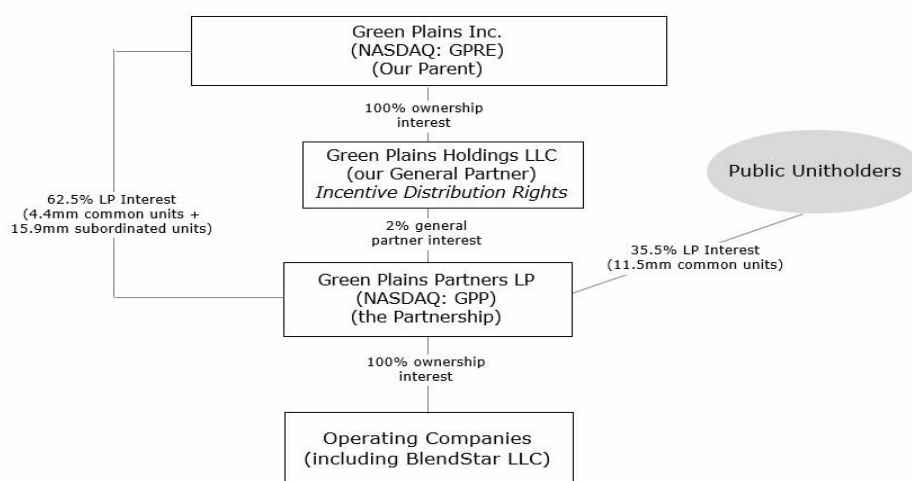 Green Plains Inc.
(NASDAQ: GPRE)
(Our Parent)
100% ownership
interest
Green Plains Holdings LLC
(our General Partner)
Incentive Distribution Rights
Public Unitholders
62.5% LP Interest
(4.4mm common units +
15.9mm subordinated units)
2% general
partner interest
35.5% LP Interest
(11.5mm common units)
Green Plains Partners LP
(NASDAQ: GPP)
(the Partnership)
100% ownership
interest
Operating Companies
(including BlendStar LLC)